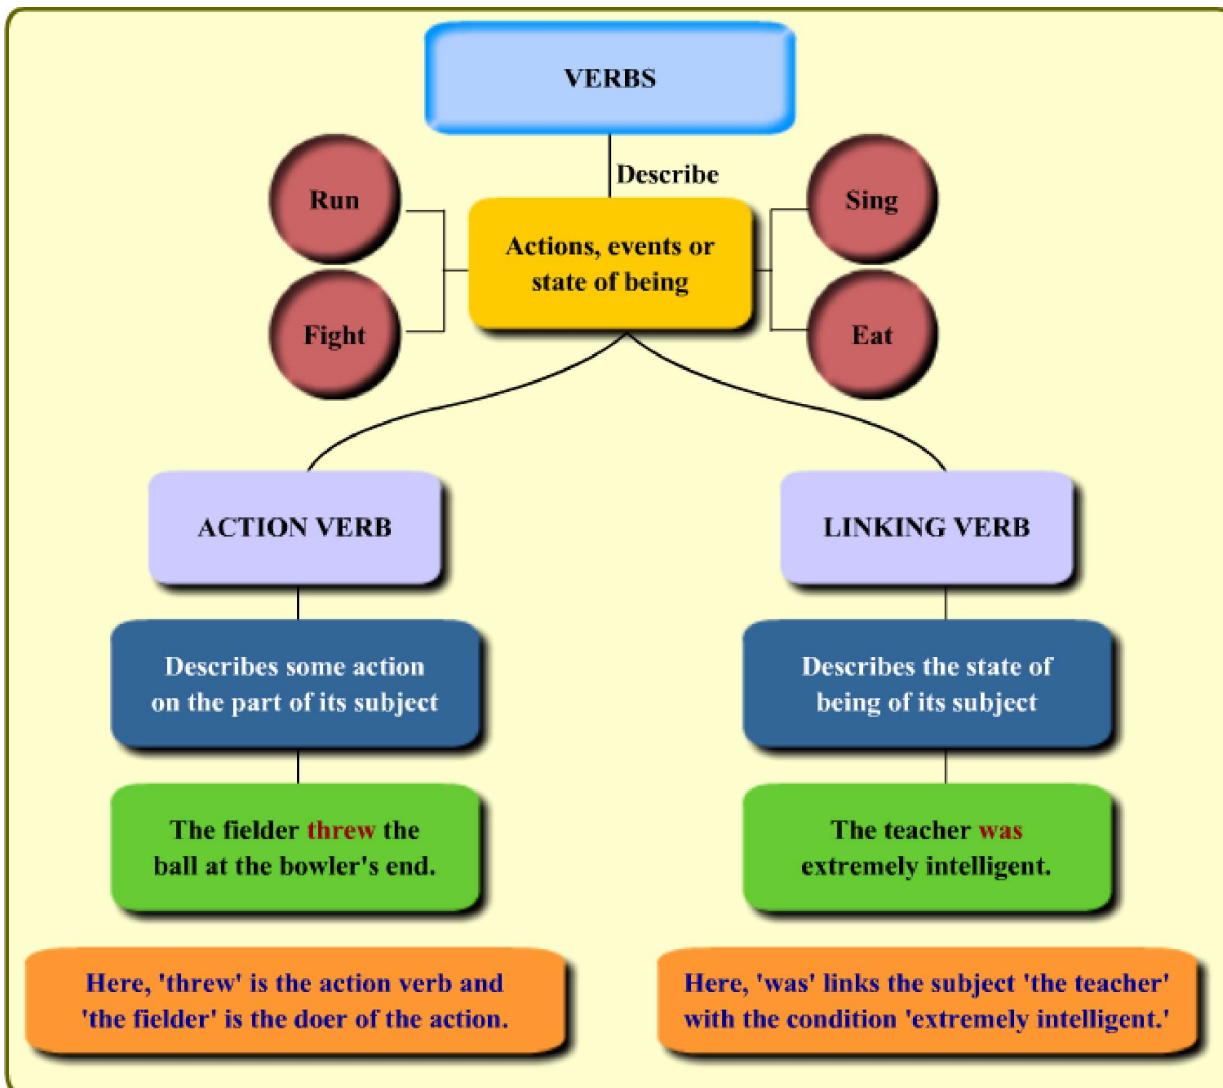 VERBS
Describe
Run
Sing
Actions, events or
state of being
Fight
Eat
ACTION VERB
LINKING VERB
Describes some action
on the part of its subject
Describes the state of
being of its subject
The fielder threw the
ball at the bowler's end.
The teacher was
extremely intelligent.
Here, 'threw' is the action verb and
'the fielder' is the doer of the action.
Here, 'was' links the subject 'the teacher'
with the condition 'extremely intelligent.'